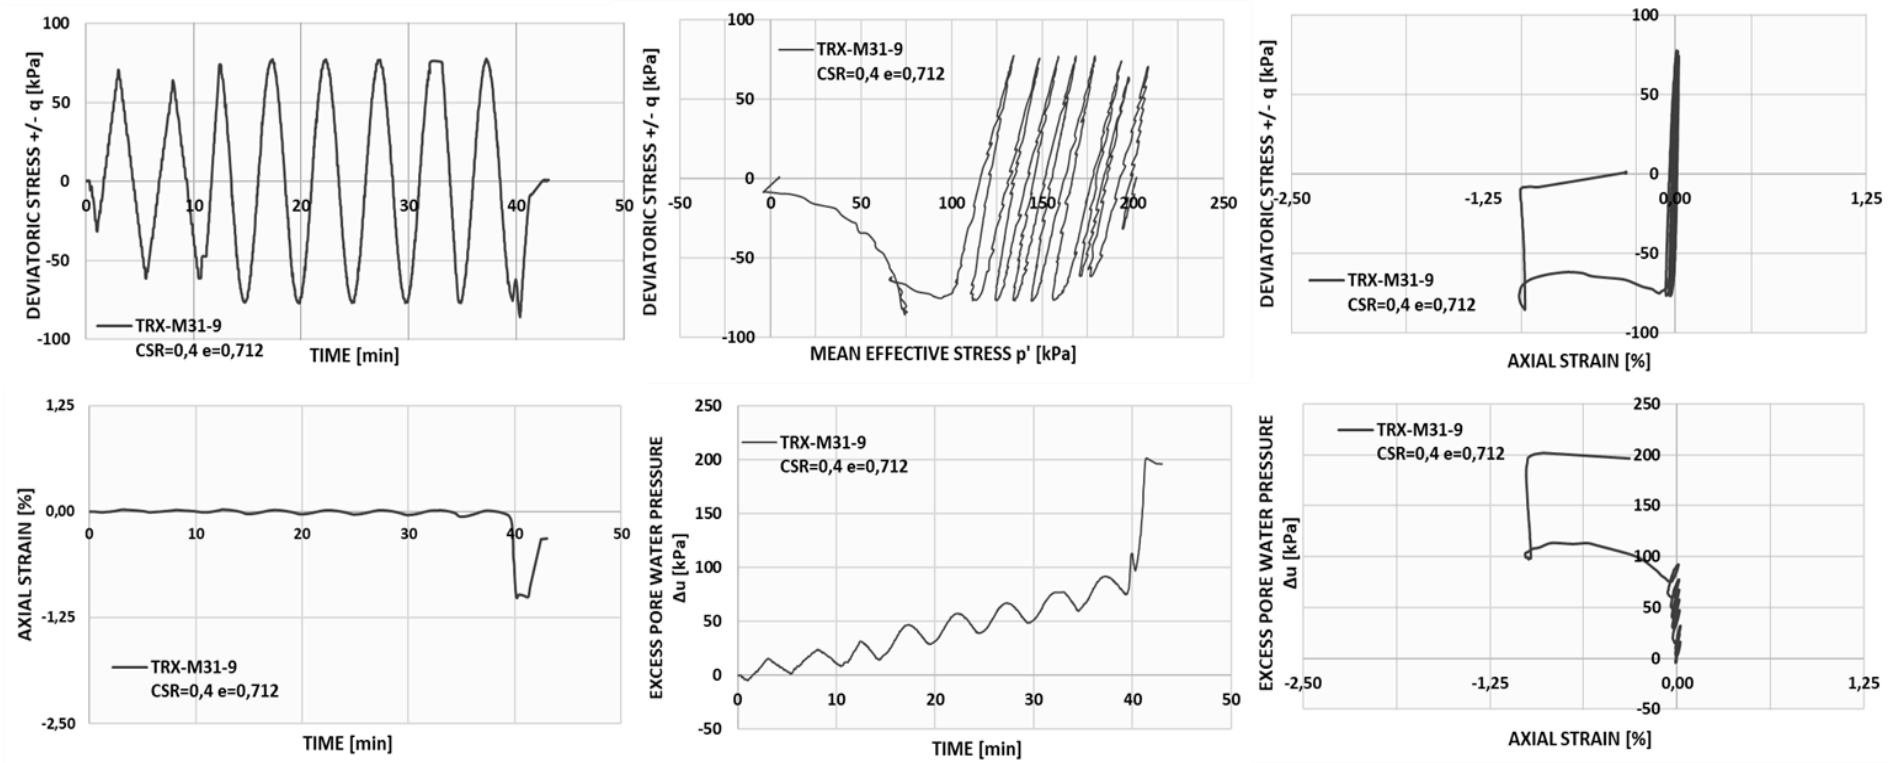 DEVIATORIC STRESS +/- q [kPa]
100
50
0
-50
-100
0
10
20
30
40
50
TRX-M31-9
CSR=0,4 e=0,712
TIME [min]
DEVIATORIC STRESS +/- q [kPa]
100
50
0
-50
-100
-50
0
50
100
150
200
250
TRX-M31-9
CSR=0,4 e=0,712
MEAN EFFECTIVE STRESS p' [kPa]
DEVIATORIC STRESS +/- q [kPa]
100
50
0
-50
-100
-2,50
-1,25
0,00
1,25
TRX-M31-9
CSR=0,4 e=0,712
AXIAL STRAIN [%]
AXIAL STRAIN [%]
1,25
0,00
-1,25
-2,50
0
10
20
30
40
50
TRX-M31-9
CSR=0,4 e=0,712
TIME [min]
EXCESS PORE WATER PRESSURE
Δu [kPa]
250
200
150
100
50
0
-50
0
10
20
30
40
50
TRX-M31-9
CSR=0,4 e=0,712
TIME [min]
EXCESS PORE WATER PRESSURE
Δu [kPa]
250
200
150
100
50
0
-50
-2,50
-1,25
0,00
1,25
TRX-M31-9
CSR=0,4 e=0,712
AXIAL STRAIN [%]